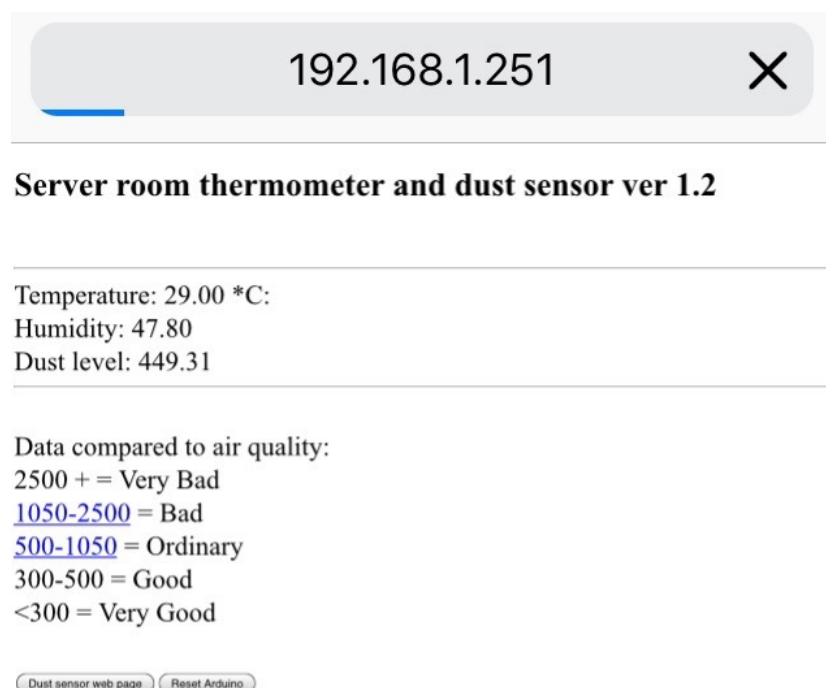 192.168.1.251
Server room thermometer and dust sensor ver 1.2
Temperature: 29.00 *C:
Humidity: 47.80
Dust level: 449.31
Data compared to air quality:
2500 + = Very Bad
1050-2500 = Bad
500-1050 = Ordinary
300-500 = Good
<300 = Very Good
Dust sensor web page Reset Arduino